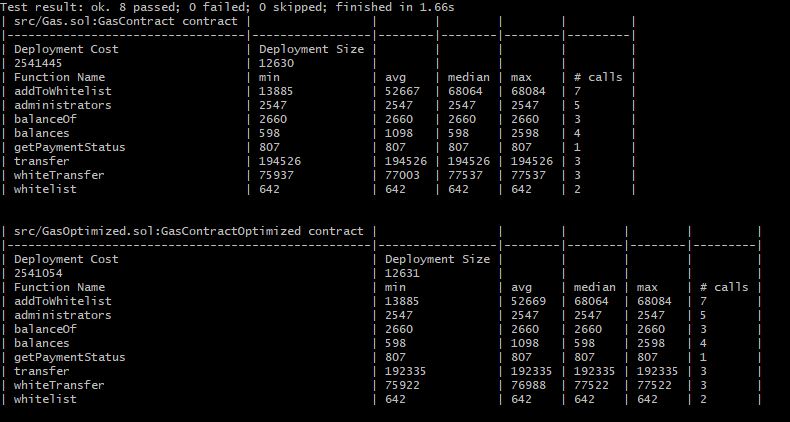 Test result: ok. 8 passed; 0 failed; 0 skipped; finished in 1.66s
| src/Gas.sol:GasContract contract |                 |        |        |        |         |
|----------------------------------|-----------------|--------|--------|--------|---------|
| Deployment Cost                  | Deployment Size |        |        |        |         |
| 2541445                          | 12630           |        |        |        |         |
| Function Name                    | min             | avg    | median | max    | # calls |
| addToWhitelist                   | 13885           | 52667  | 68064  | 68084  | 7       |
| administrators                   | 2547            | 2547   | 2547   | 2547   | 5       |
| balanceOf                        | 2660            | 2660   | 2660   | 2660   | 3       |
| balances                         | 598             | 1098   | 598    | 2598   | 4       |
| getPaymentStatus                 | 807             | 807    | 807    | 807    | 1       |
| transfer                         | 194526          | 194526 | 194526 | 194526 | 3       |
| whiteTransfer                    | 75937           | 77003  | 77537  | 77537  | 3       |
| whitelist                        | 642             | 642    | 642    | 642    | 2       |
| src/GasOptimized.sol:GasContractOptimized contract |                 |        |        |        |         |
|----------------------------------------------------|-----------------|--------|--------|--------|---------|
| Deployment Cost                                    | Deployment Size |        |        |        |         |
| 2541054                                            | 12631           |        |        |        |         |
| Function Name                                      | min             | avg    | median | max    | # calls |
| addToWhitelist                                     | 13885           | 52669  | 68064  | 68084  | 7       |
| administrators                                     | 2547            | 2547   | 2547   | 2547   | 5       |
| balanceOf                                          | 2660            | 2660   | 2660   | 2660   | 3       |
| balances                                           | 598             | 1098   | 598    | 2598   | 4       |
| getPaymentStatus                                   | 807             | 807    | 807    | 807    | 1       |
| transfer                                           | 192335          | 192335 | 192335 | 192335 | 3       |
| whiteTransfer                                      | 75922           | 76988  | 77522  | 77522  | 3       |
| whitelist                                          | 642             | 642    | 642    | 642    | 2       |